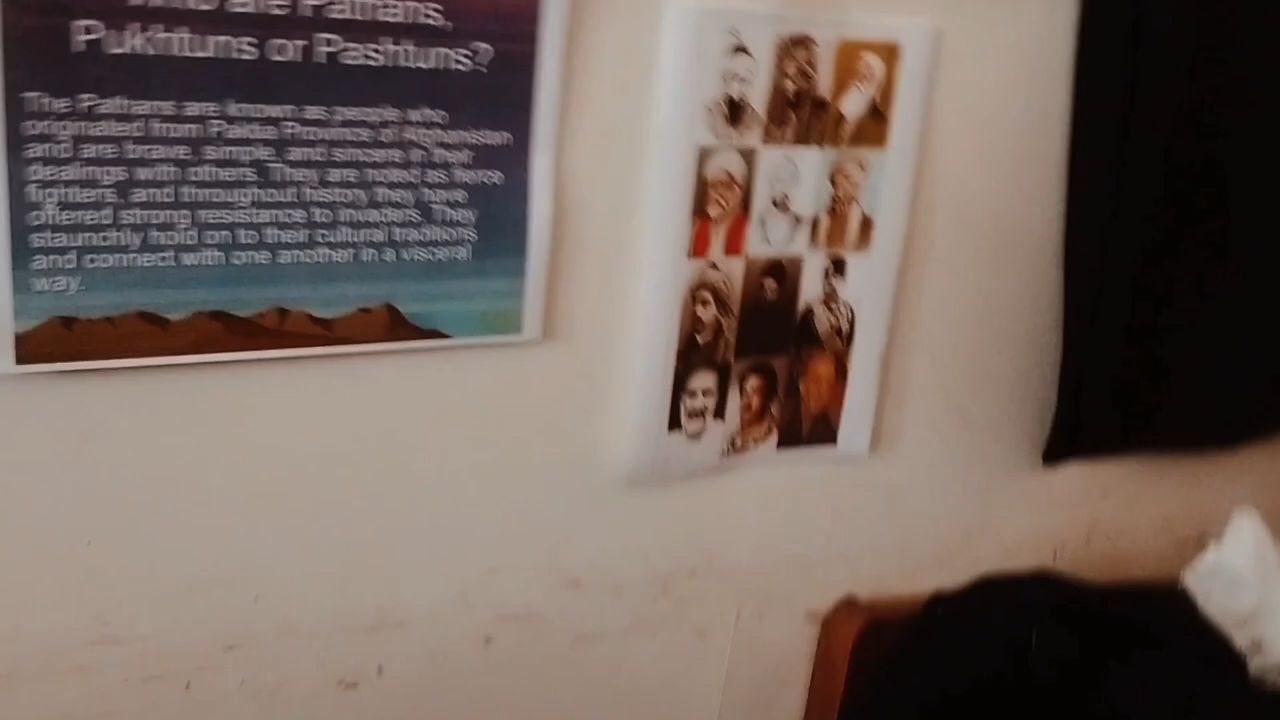 Who are Pathans,
Pukhtuns or Pashtuns?
The Pathans are known as people who
originated from Paktia Province of Afghanistan
and are brave, simple, and sincere in their
dealings with others. They are noted as fierce
fighters, and throughout history they have
offered strong resistance to invaders. They
staunchly hold on to their cultural traditions
and connect with one another in a visceral
way.